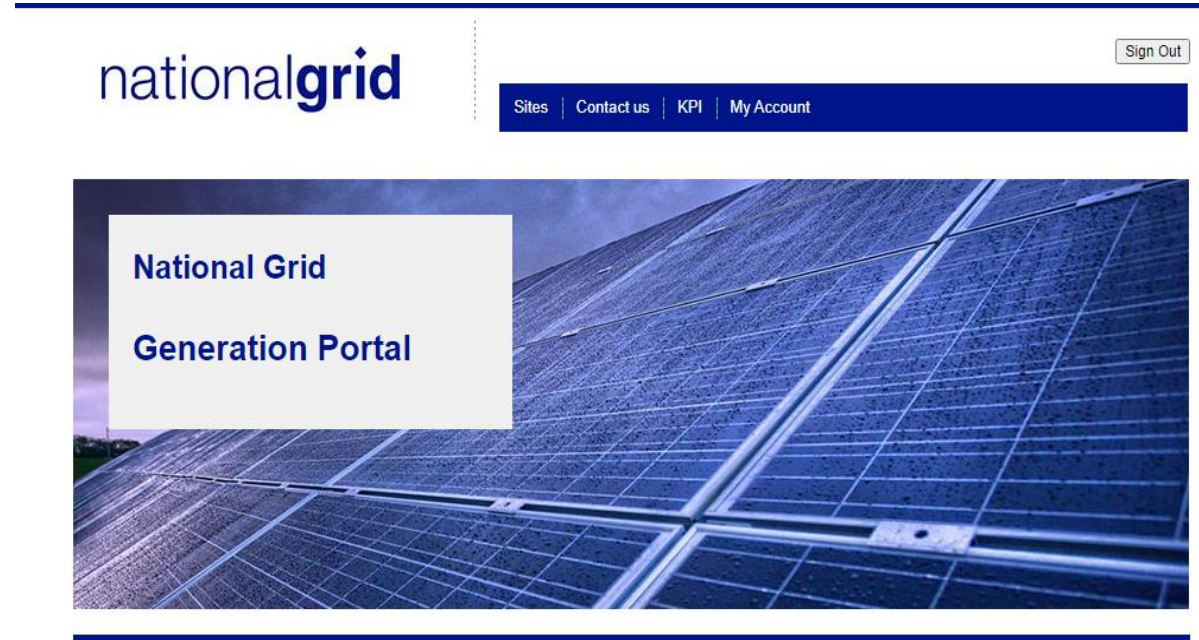 nationalgrid
Sign Out
Sites Contact us KPI My Account
National Grid
Generation Portal